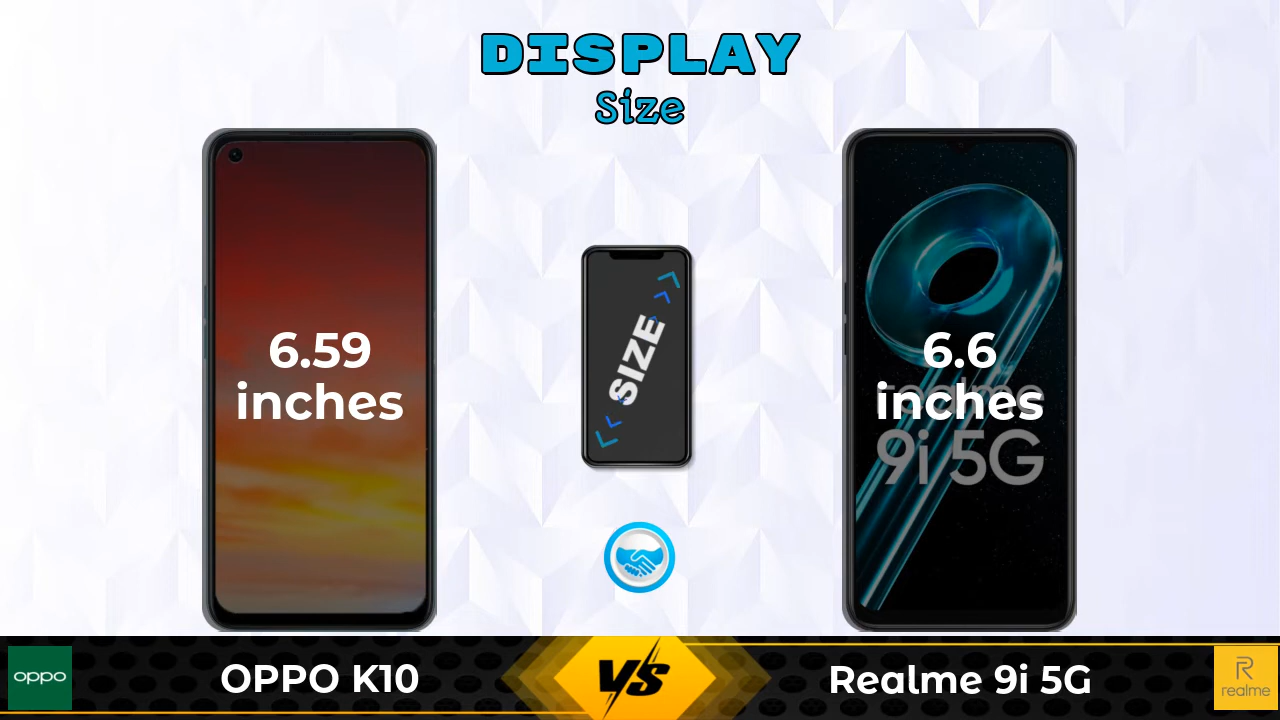 DISPLAY
Size
6.59
inches
SIZE
6.6
inches
realme
9i 5G
oppo
OPPO K10
VS
Realme 9i 5G
R
realme